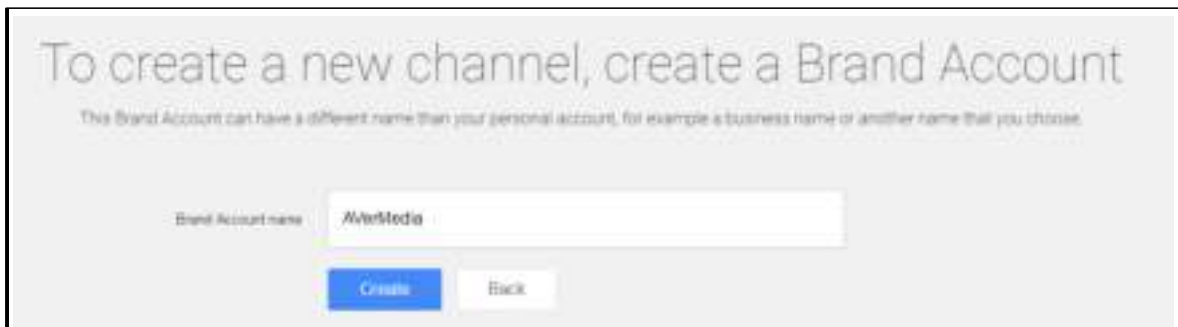 To create a new channel, create a Brand Account
This Brand Account can have a different name than your personal account, for example a business name or another name that you choose.
Brand Account name
AVerMedia
Create
Back